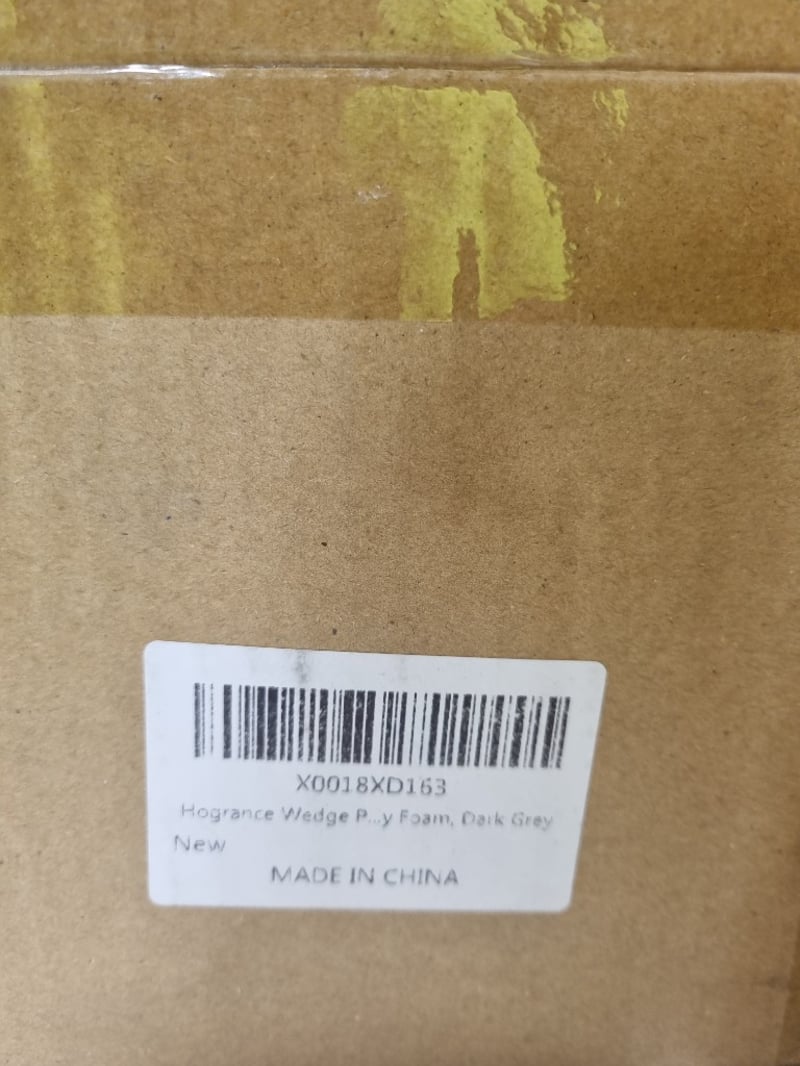 X0018XD163
Hogrance Wedge P...y Foam, Dark Grey
New
MADE IN CHINA